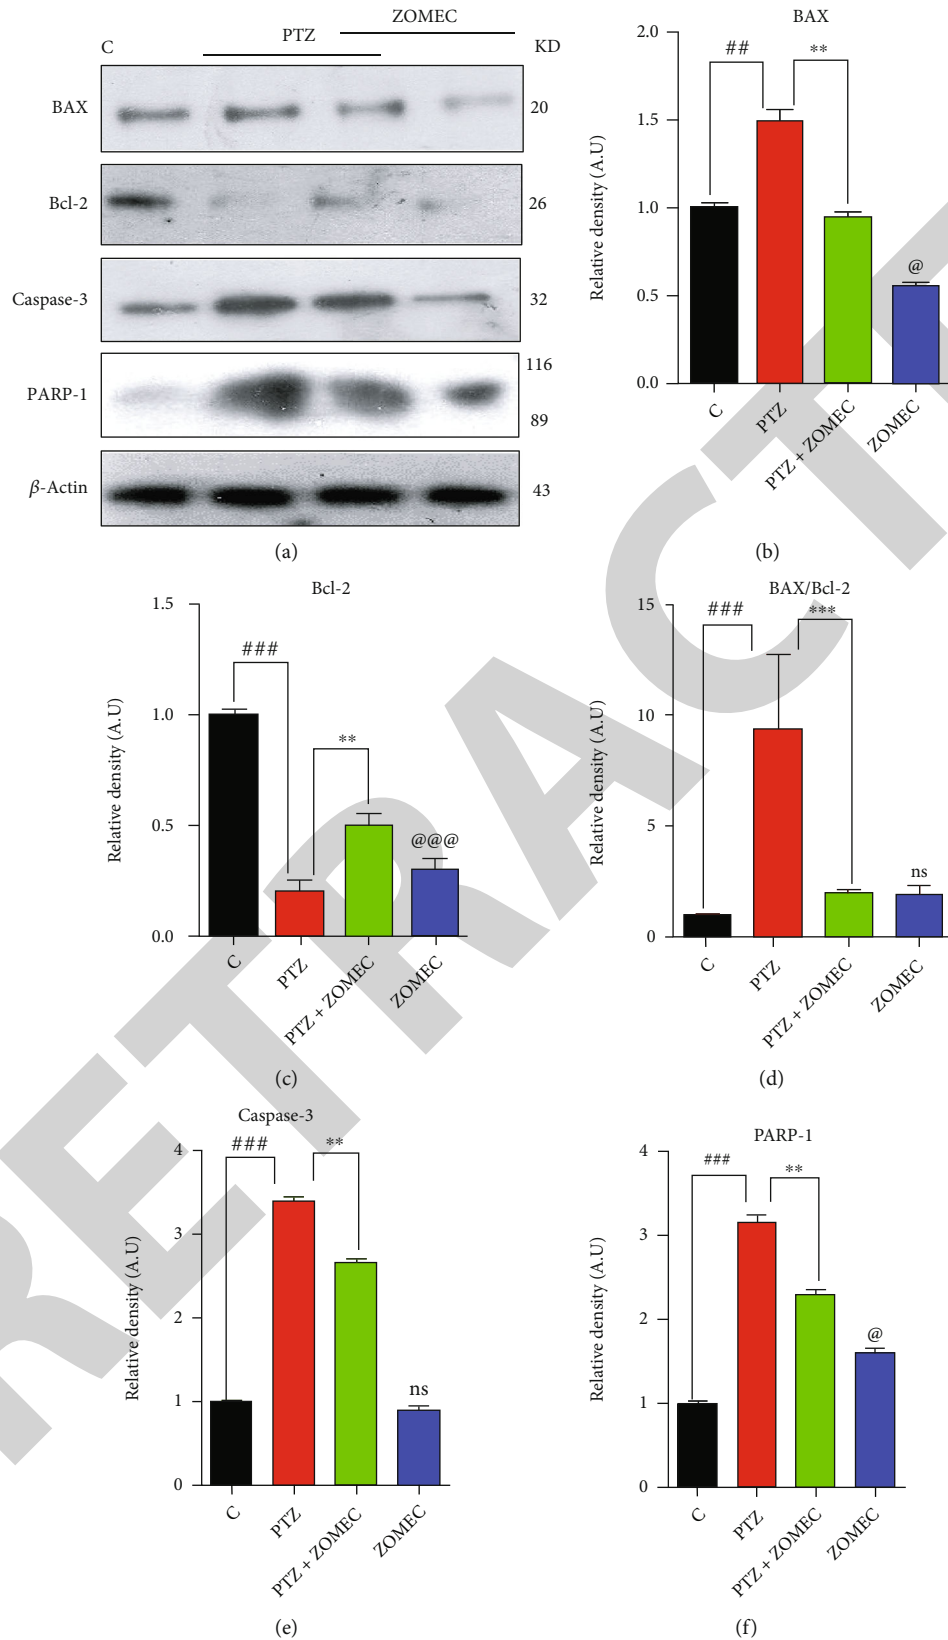 ZOMEC
C
PTZ
KD
BAX
20
Bcl-2
26
Caspase-3
32
PARP-1
116
89
β-Actin
43
(a)
BAX
Relative density (A.U)
2.0
1.5
1.0
0.5
0.0
##
**
@
C
PTZ
PTZ + ZOMEC
ZOMEC
(b)
Bcl-2
Relative density (A.U)
1.5
1.0
0.5
0.0
###
**
@@@
C
PTZ
PTZ + ZOMEC
ZOMEC
(c)
BAX/Bcl-2
Relative density (A.U)
15
10
5
0
###
***
ns
C
PTZ
PTZ + ZOMEC
ZOMEC
(d)
Caspase-3
Relative density (A.U)
4
3
2
1
0
###
**
ns
C
PTZ
PTZ + ZOMEC
ZOMEC
(e)
PARP-1
Relative density (A.U)
4
3
2
1
0
###
**
@
C
PTZ
PTZ + ZOMEC
ZOMEC
(f)
RETRACT